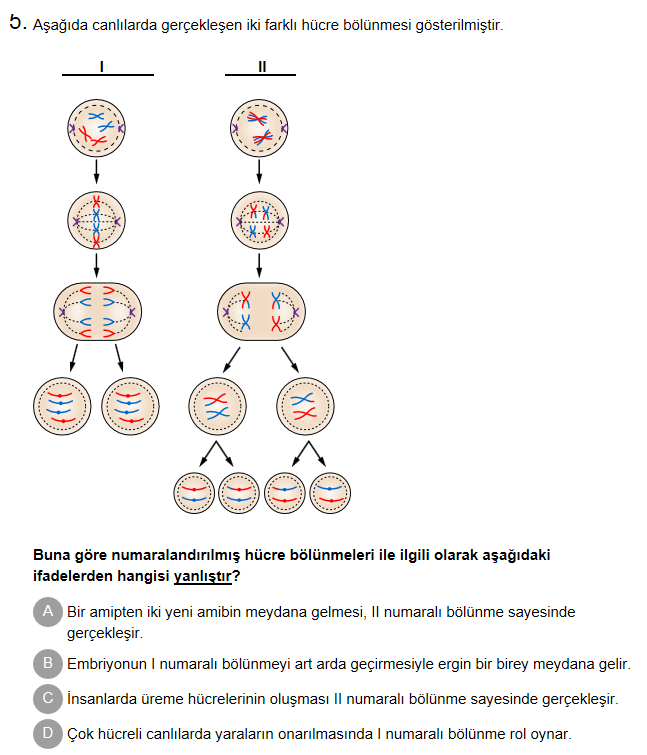 5. Aşağıda canlılarda gerçekleşen iki farklı hücre bölünmesi gösterilmiştir.
I
II
Buna göre numaralandırılmış hücre bölünmeleri ile ilgili olarak aşağıdaki
ifadelerden hangisi yanlıştır?
A Bir amipten iki yeni amibin meydana gelmesi, II numaralı bölünme sayesinde
gerçekleşir.
B Embriyonun I numaralı bölünmeyi art arda geçirmesiyle ergin bir birey meydana gelir.
C İnsanlarda üreme hücrelerinin oluşması II numaralı bölünme sayesinde gerçekleşir.
D Çok hücreli canlılarda yaraların onarılmasında I numaralı bölünme rol oynar.